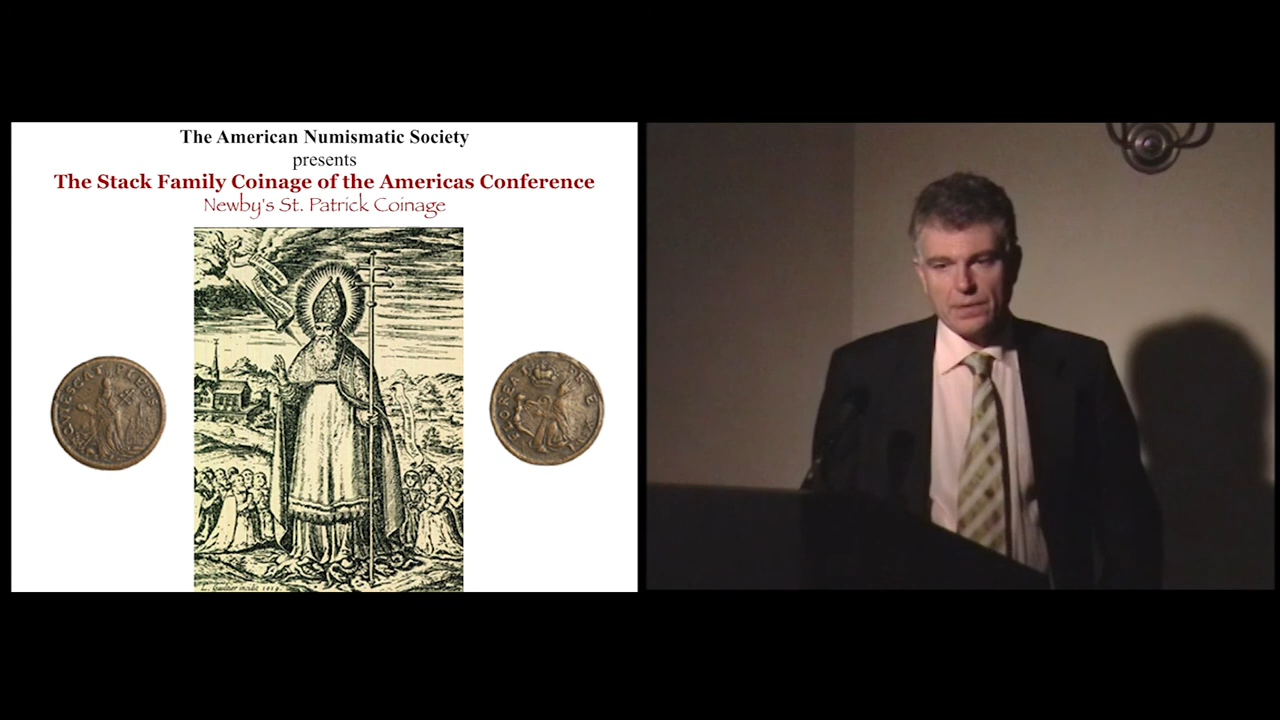 The American Numismatic Society
presents
The Stack Family Coinage of the Americas Conference
Newby's St. Patrick Coinage